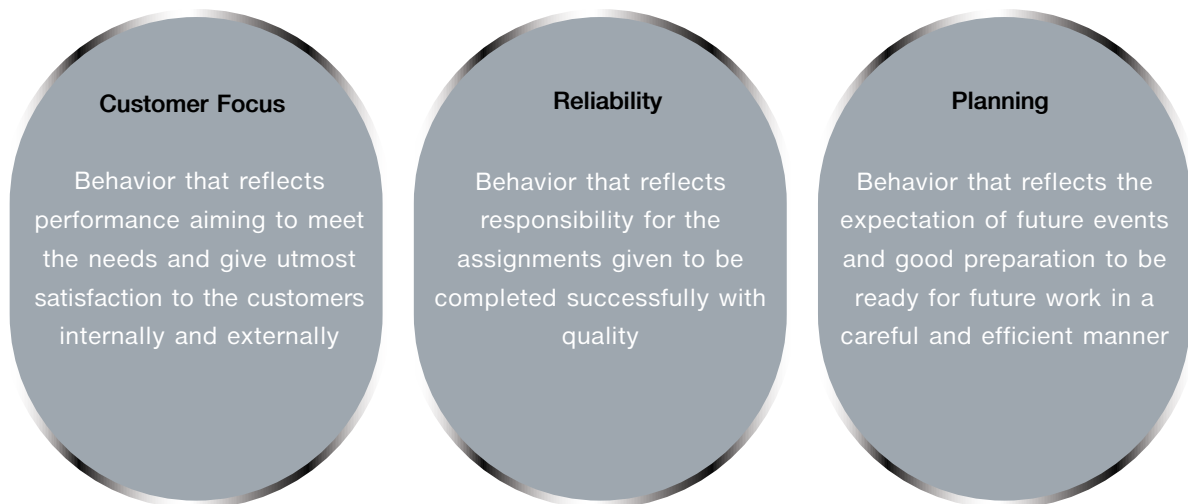 Customer Focus
Behavior that reflects
performance aiming to meet
the needs and give utmost
satisfaction to the customers
internally and externally
Reliability
Behavior that reflects
responsibility for the
assignments given to be
completed successfully with
quality
Planning
Behavior that reflects the
expectation of future events
and good preparation to be
ready for future work in a
careful and efficient manner